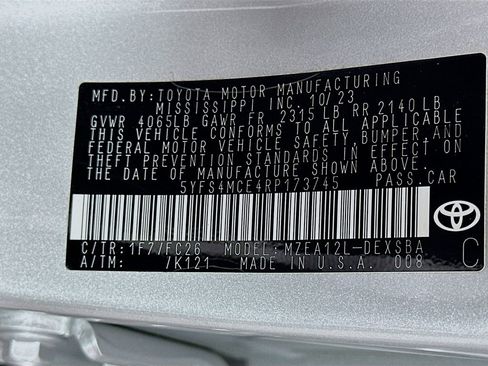 MFD. BY: TOYOTA MOTOR MANUFACTURING
MISSISSIPPI INC. 10/23
GVWR 4065LB GAWR FR 2315 LB RR 2140 LB
THIS VEHICLE CONFORMS TO ALL APPLICABLE
FEDERAL MOTOR VEHICLE SAFETY, BUMPER AND
THEFT PREVENTION STANDARDS IN EFFECT ON
THE DATE OF MANUFACTURE SHOWN ABOVE.
5YFS4MCE4RP173745 PASS.CAR
C/TR: 1F7/FC26 MODEL: MZEA12L-DEXSBA
A/TM: /K121 MADE IN U.S.A. 008 C
TOYOTA